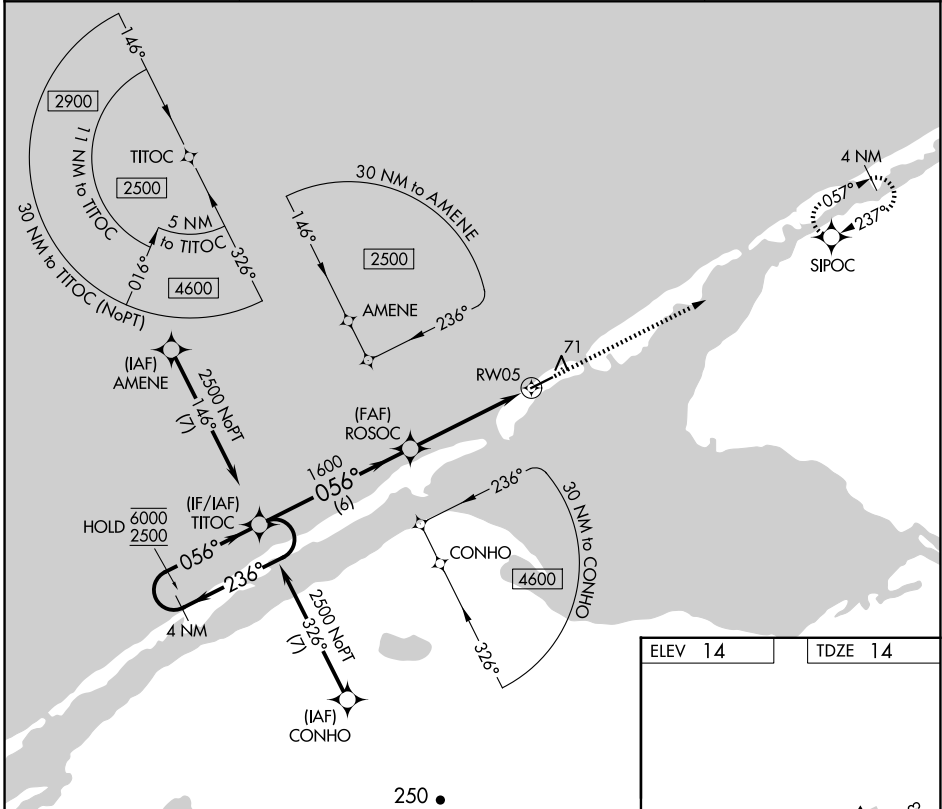 146°
2900
11 NM to TITOC
TITOC
2500
5 NM
to TITOC
30 NM to TITOC (NoPT)
016°
326°
4600
30 NM to AMENE
146°
2500
AMENE
236°
4 NM
057°
237°
SIPOC
(IAF)
AMENE
2500 NoPT
146°
(7)
71
RW05
(FAF)
ROSOC
1600
056°
(6)
(IF/IAF)
TITOC
HOLD 6000
2500
056°
236°
4 NM
2500 NoPT
326°
(7)
(IAF)
CONHO
236°
30 NM to CONHO
CONHO
4600
326°
ELEV 14
TDZE 14
250